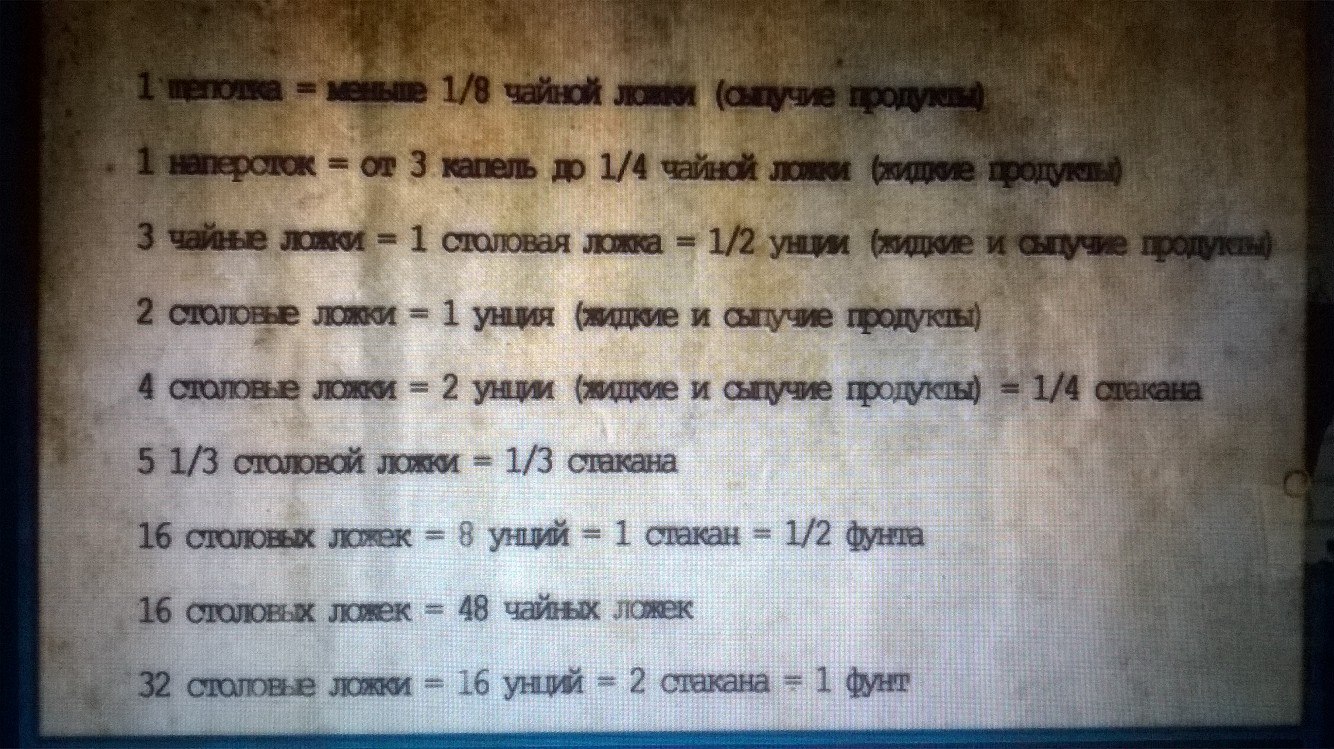 1 щепотка = меньше 1/8 чайной ложки (сыпучие продукты)
1 наперсток = от 3 капель до 1/4 чайной ложки (жидкие продукты)
3 чайные ложки = 1 столовая ложка = 1/2 унции (жидкие и сыпучие продукты)
2 столовые ложки = 1 унция (жидкие и сыпучие продукты)
4 столовые ложки = 2 унции (жидкие и сыпучие продукты) = 1/4 стакана
5 1/3 столовой ложки = 1/3 стакана
16 столовых ложек = 8 унций = 1 стакан = 1/2 фунта
16 столовых ложек = 48 чайных ложек
32 столовые ложки = 16 унций = 2 стакана = 1 фунт